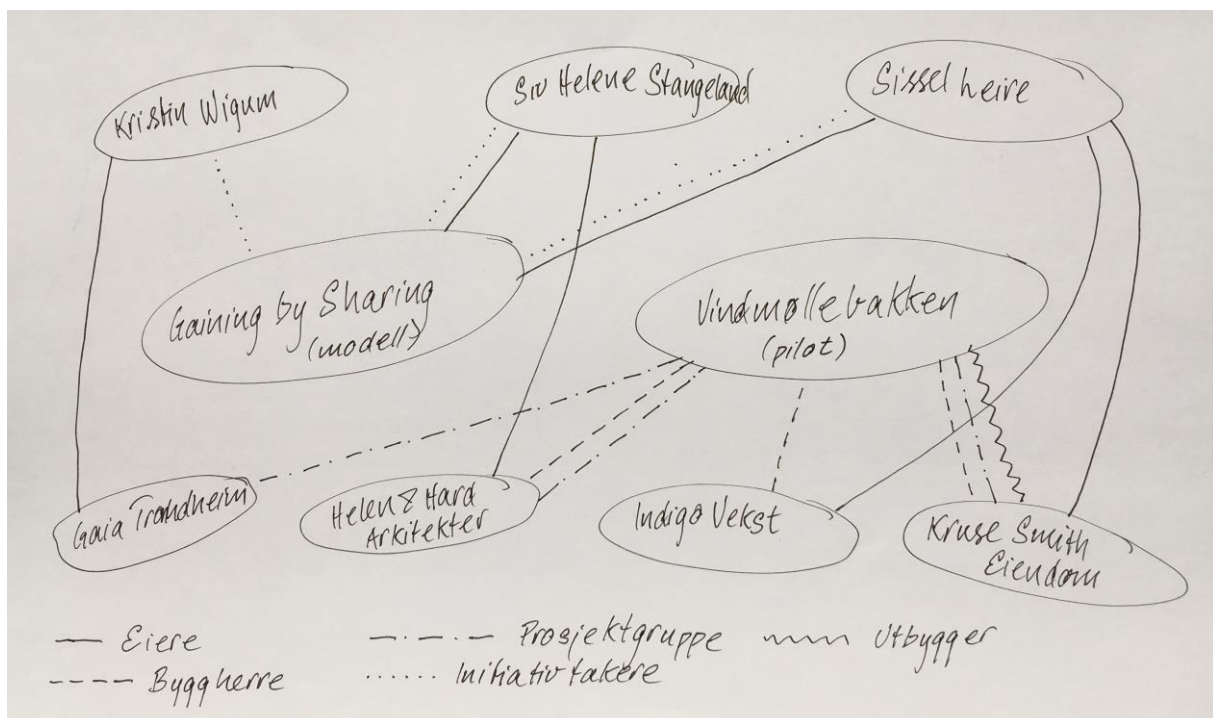 Kristin Wigum
Siv Helene Stangeland
Sissel Leire
Gaining by Sharing
(modell)
Vindmøllebakken
(pilot)
Gaia Trondheim
Helen & Hard
Arkitekter
Indigo Vekst
Kruse Smith
Eiendom
Eiere
Prosjektgruppe
Utbygger
Byggherre
Initiativtakere